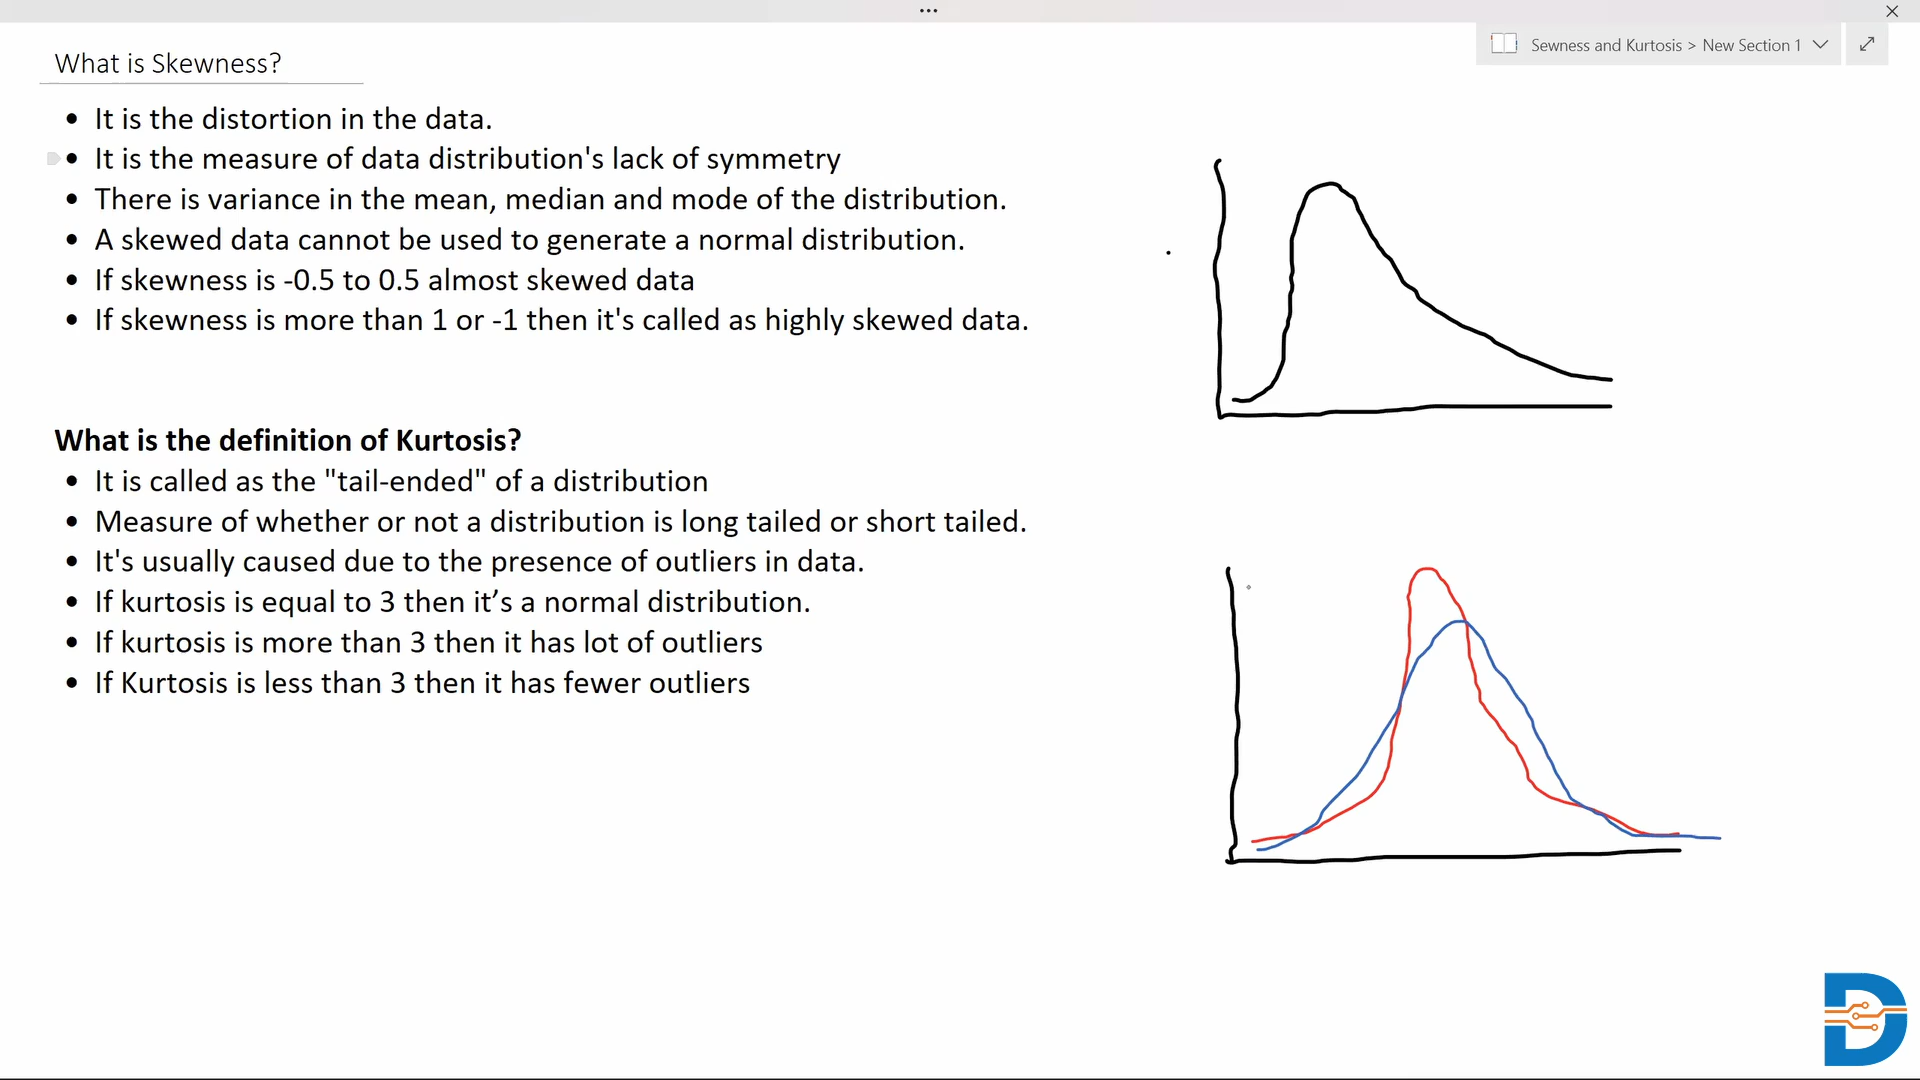 Sewness and Kurtosis > New Section 1
What is Skewness?
• It is the distortion in the data.
• It is the measure of data distribution's lack of symmetry
• There is variance in the mean, median and mode of the distribution.
• A skewed data cannot be used to generate a normal distribution.
• If skewness is -0.5 to 0.5 almost skewed data
• If skewness is more than 1 or -1 then it's called as highly skewed data.
What is the definition of Kurtosis?
• It is called as the "tail-ended" of a distribution
• Measure of whether or not a distribution is long tailed or short tailed.
• It's usually caused due to the presence of outliers in data.
• If kurtosis is equal to 3 then it’s a normal distribution.
• If kurtosis is more than 3 then it has lot of outliers
• If Kurtosis is less than 3 then it has fewer outliers